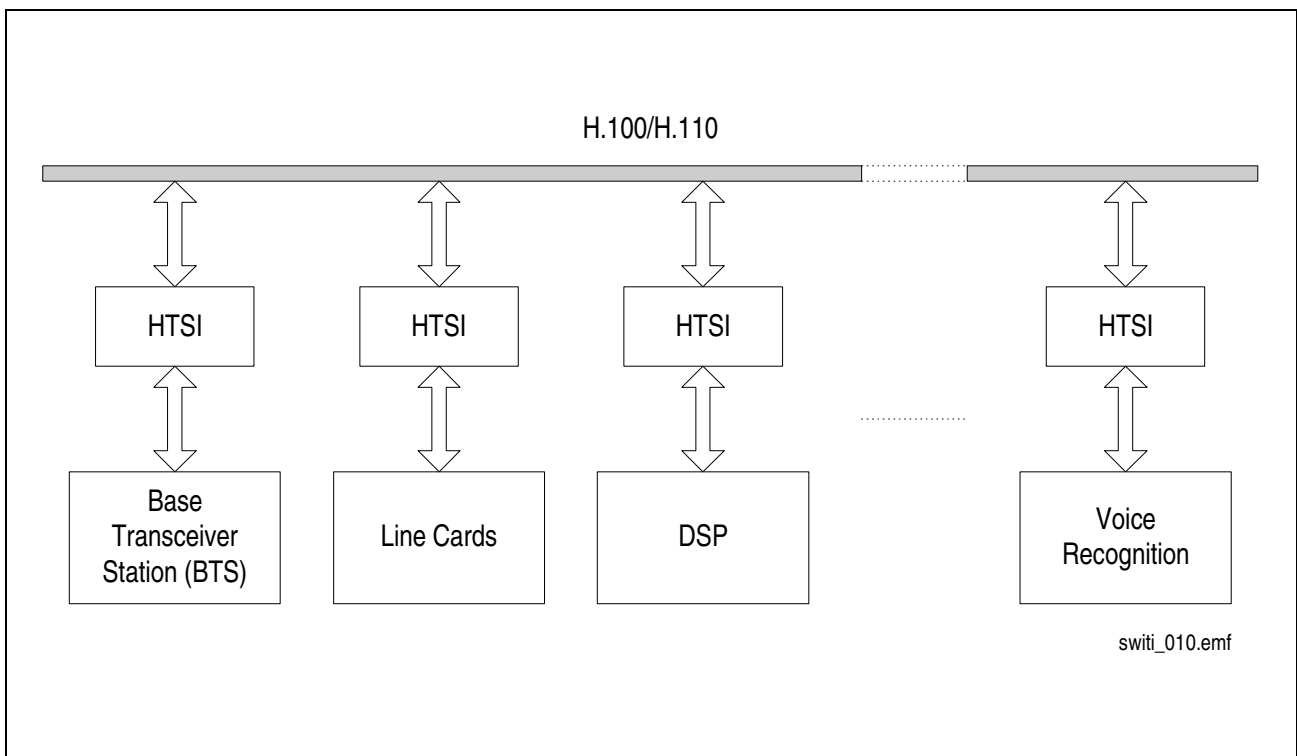 H.100/H.110
HTSI
HTSI
HTSI
HTSI
Base
Transceiver
Station (BTS)
Line Cards
DSP
Voice
Recognition
switi_010.emf